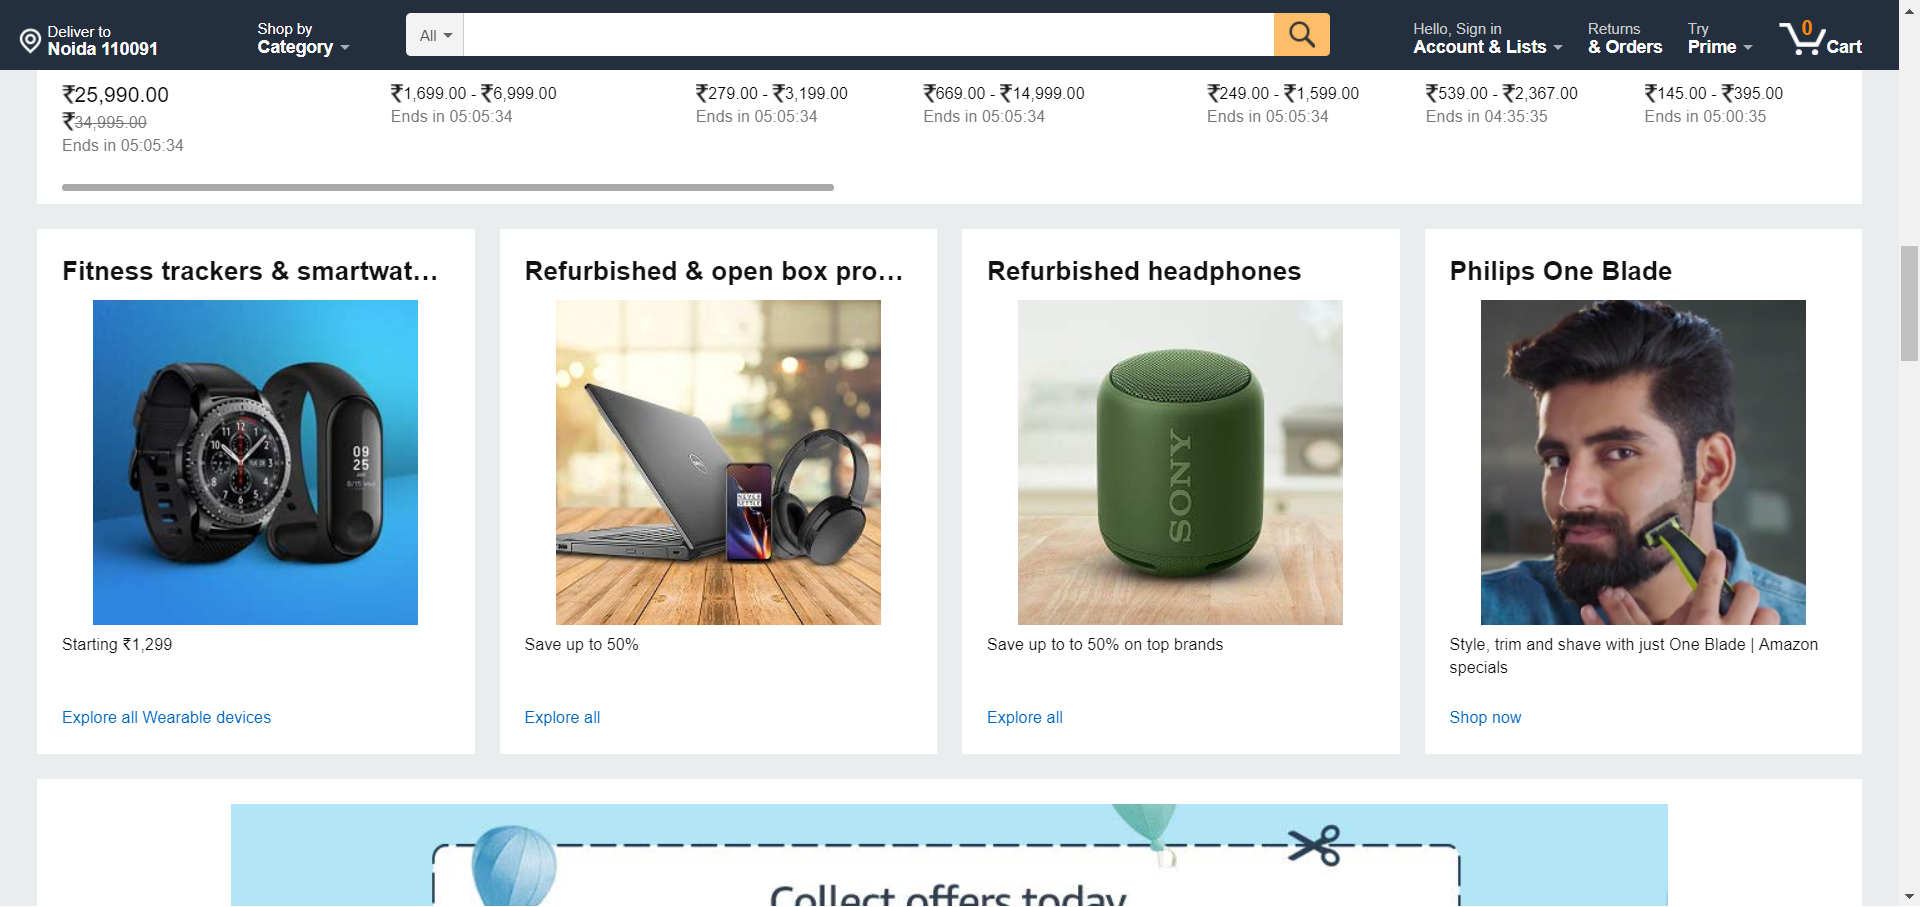 Deliver to
Noida 110091
Shop by
Category
All
Hello, Sign in
Account & Lists
Returns
& Orders
Try
Prime
0
Cart
₹25,990.00
₹34,995.00
Ends in 05:05:34
₹1,699.00 - ₹6,999.00
Ends in 05:05:34
₹279.00 - ₹3,199.00
Ends in 05:05:34
₹669.00 - ₹14,999.00
Ends in 05:05:34
₹249.00 - ₹1,599.00
Ends in 05:05:34
₹539.00 - ₹2,367.00
Ends in 04:35:35
₹145.00 - ₹395.00
Ends in 05:00:35
Fitness trackers & smartwat...
09
25
Starting ₹1,299
Explore all Wearable devices
Refurbished & open box pro...
DELL
NEVER
SETTLE
Save up to 50%
Explore all
Refurbished headphones
SONY
Save up to to 50% on top brands
Explore all
Philips One Blade
Style, trim and shave with just One Blade | Amazon
specials
Shop now
Collect offers today